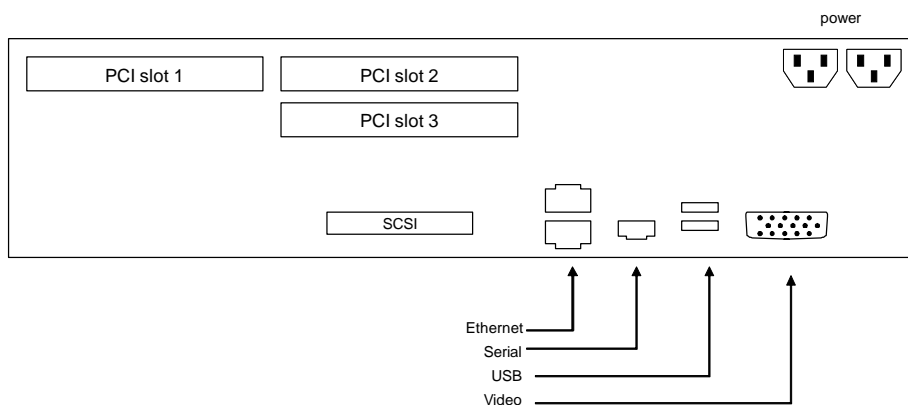 power
PCI slot 1
PCI slot 2
PCI slot 3
SCSI
Ethernet
Serial
USB
Video